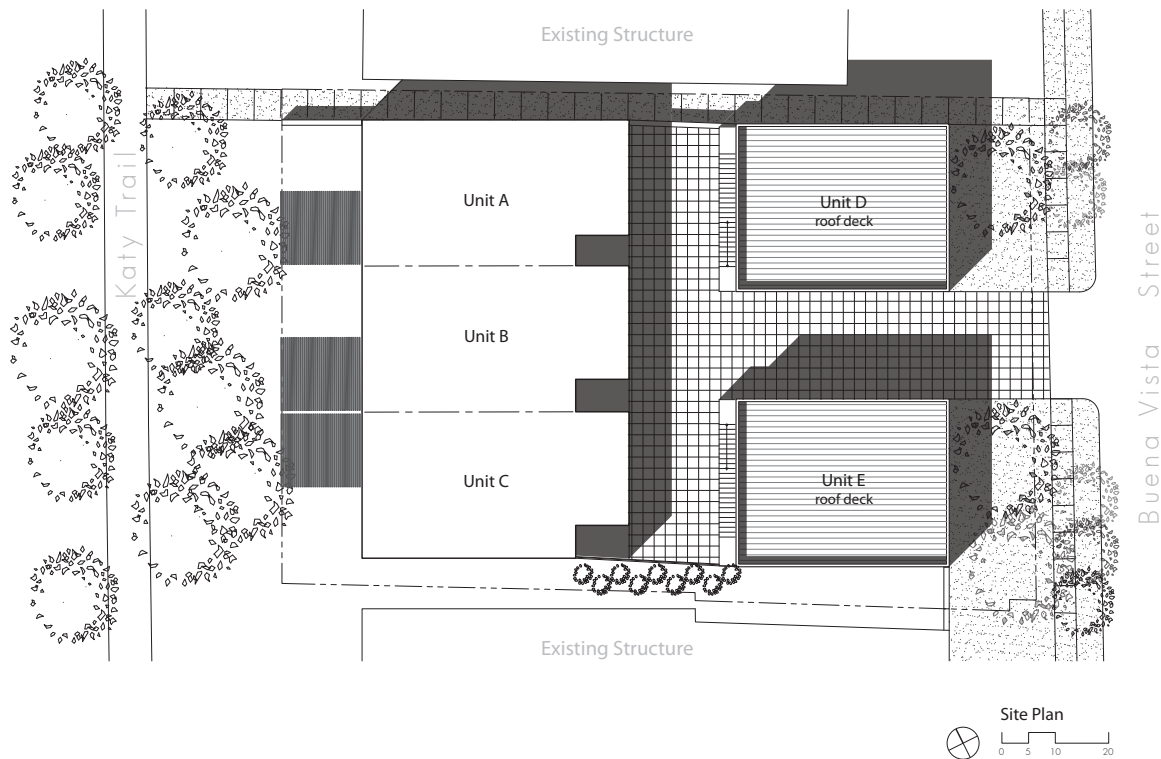 Existing Structure
Katy Trail
Unit A
Unit B
Unit C
Unit D
roof deck
Unit E
roof deck
Buena Vista Street
Existing Structure
Site Plan
0 5 10 20